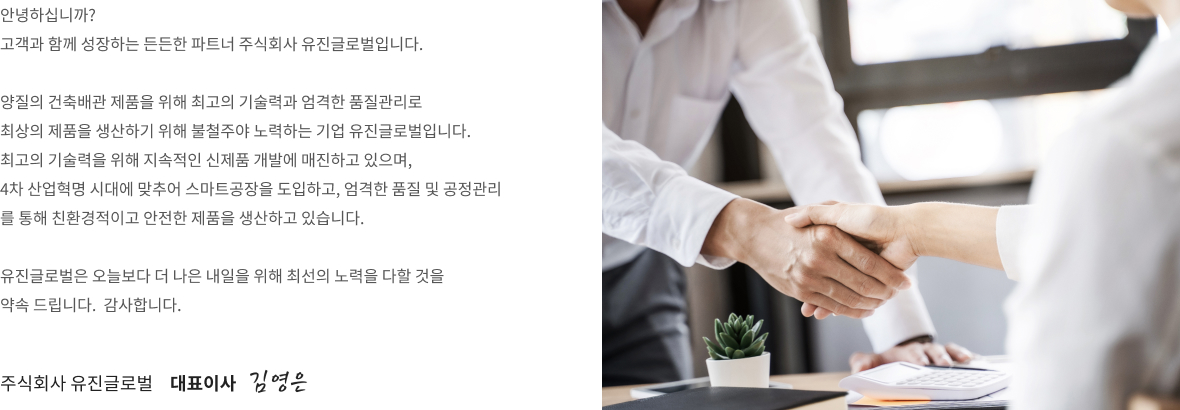 안녕하십니까?
고객과 함께 성장하는 든든한 파트너 주식회사 유진글로벌입니다.
양질의 건축배관 제품을 위해 최고의 기술력과 엄격한 품질관리로
최상의 제품을 생산하기 위해 불철주야 노력하는 기업 유진글로벌입니다.
최고의 기술력을 위해 지속적인 신제품 개발에 매진하고 있으며,
4차 산업혁명 시대에 맞추어 스마트공장을 도입하고, 엄격한 품질 및 공정관리
를 통해 친환경적이고 안전한 제품을 생산하고 있습니다.
유진글로벌은 오늘보다 더 나은 내일을 위해 최선의 노력을 다할 것을
약속 드립니다. 감사합니다.
주식회사 유진글로벌 대표이사 김영은